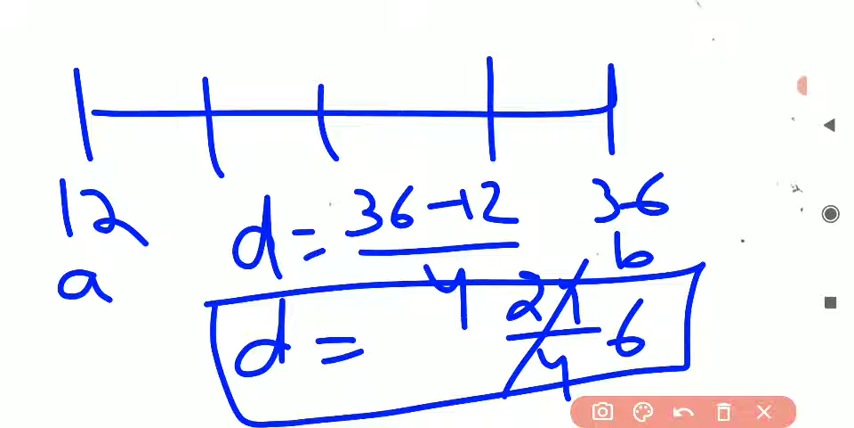 12 d = 36-12 / 4 36
a b
d = 24/4 6